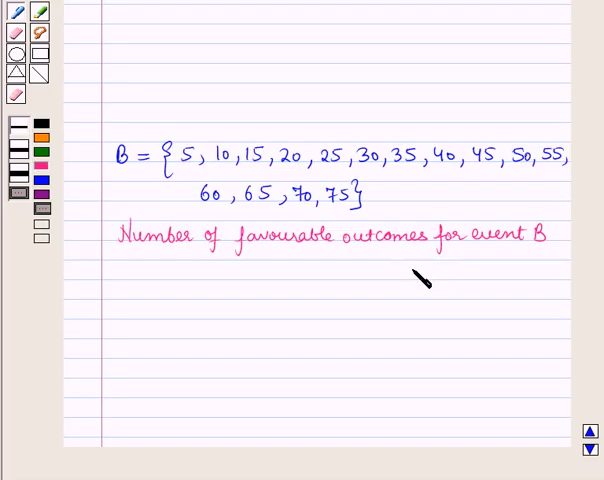 B = { 5, 10, 15, 20, 25, 30, 35, 40, 45, 50, 55,
60, 65, 70, 75}
Number of favourable outcomes for event B